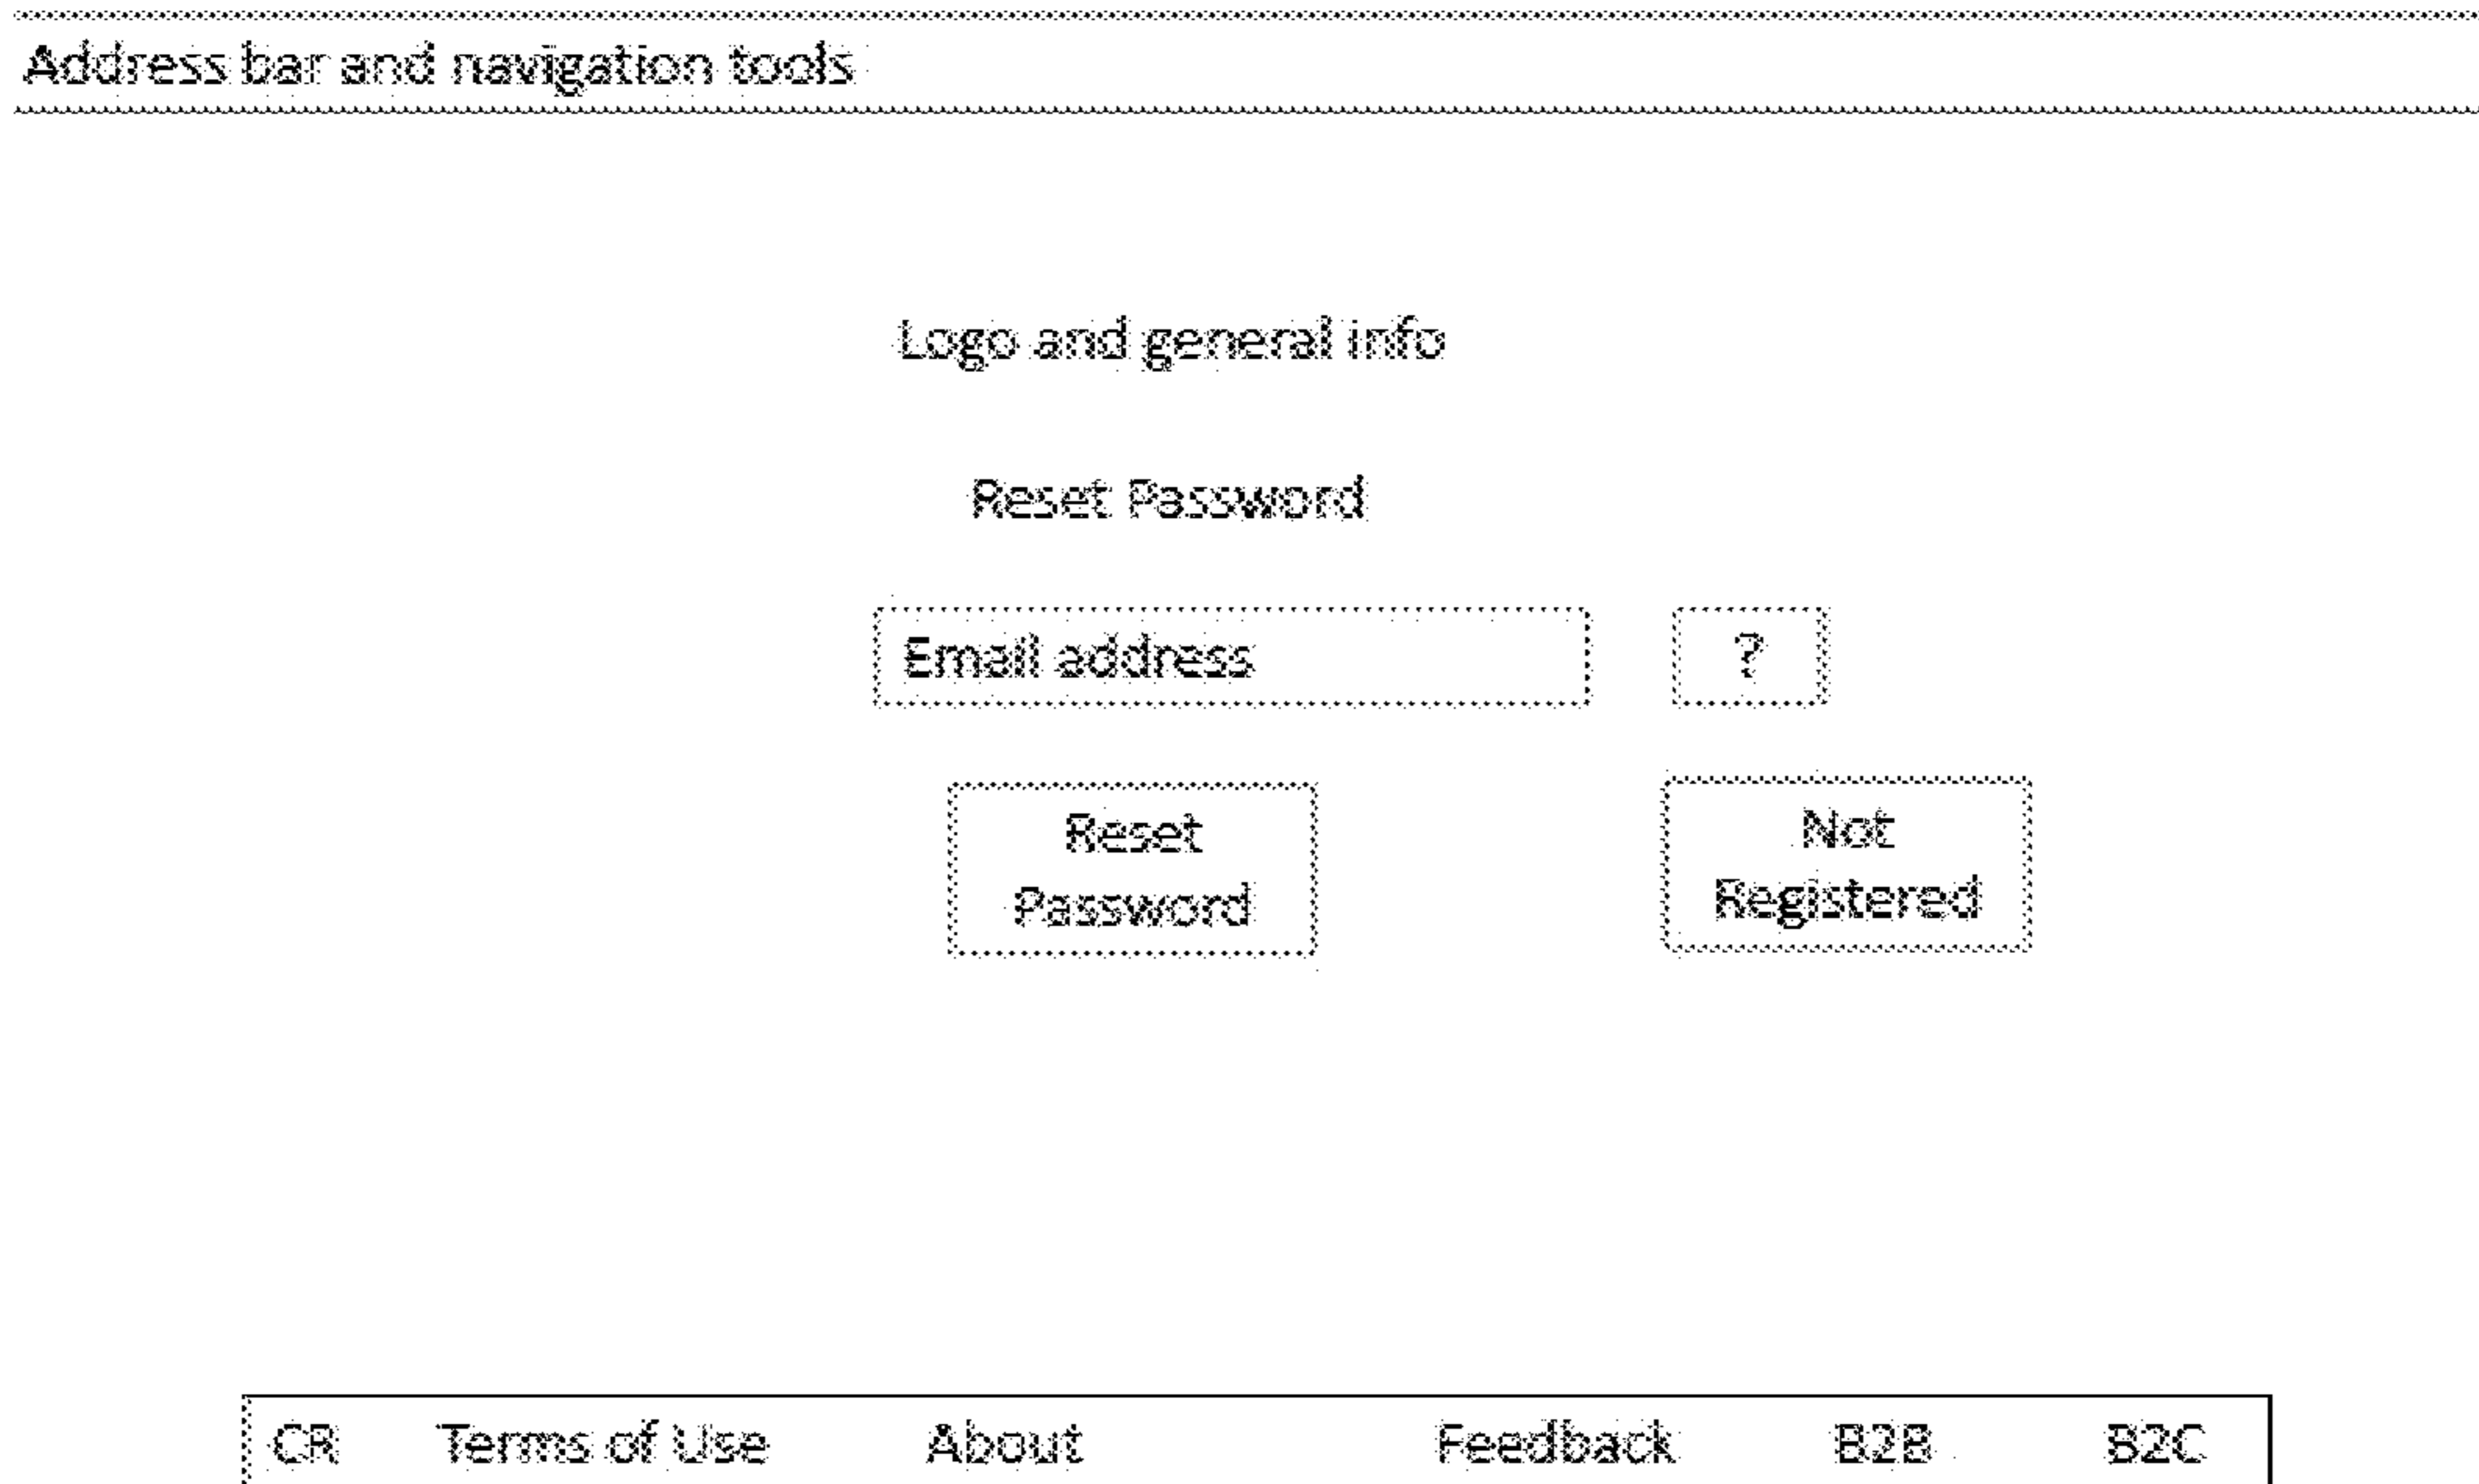 Address bar and navigation tools
Logo and general info
Reset Password
Email address ?
Reset
Password
Not
Registered
CR Terms of Use About Feedback B2B B2C